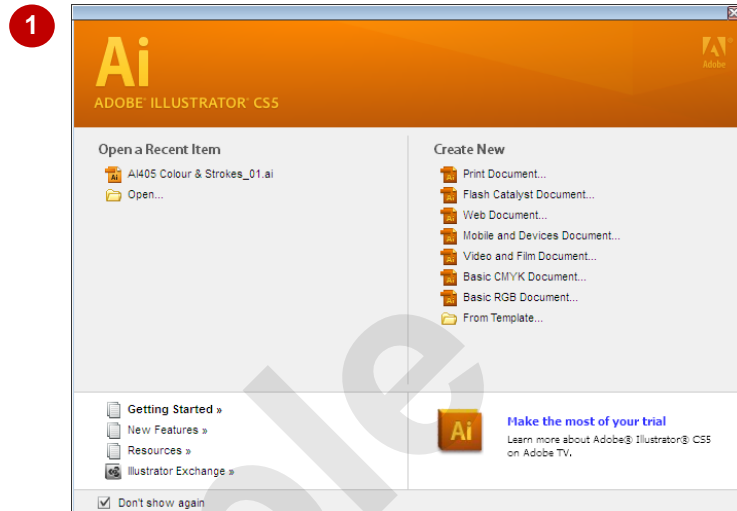 1
Ai
ADOBE® ILLUSTRATOR® CS5
Adobe
Open a Recent Item
AI405 Colour & Strokes_01.ai
Open...
Create New
Print Document...
Flash Catalyst Document...
Web Document...
Mobile and Devices Document...
Video and Film Document...
Basic CMYK Document...
Basic RGB Document...
From Template...
Getting Started »
New Features »
Resources »
Illustrator Exchange »
Ai
Make the most of your trial
Learn more about Adobe® Illustrator® CS5
on Adobe TV.
Don't show again